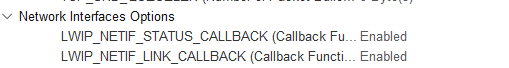 Network Interfaces Options
LWIP_NETIF_STATUS_CALLBACK (Callback Fu... Enabled
LWIP_NETIF_LINK_CALLBACK (Callback Functi... Enabled